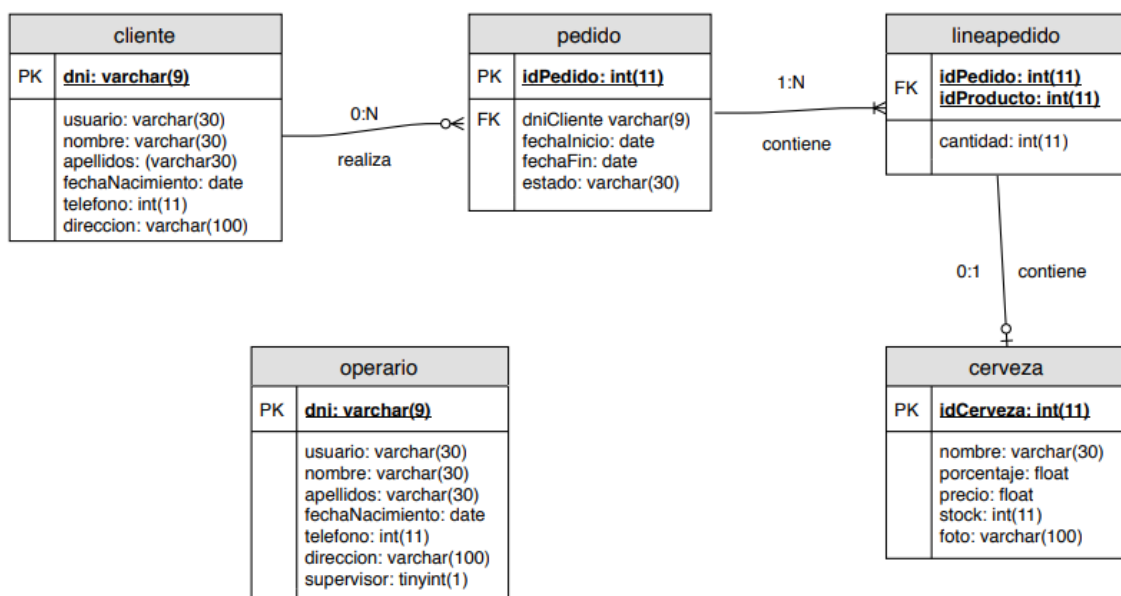 cliente
PK dni: varchar(9)
usuario: varchar(30)
nombre: varchar(30)
apellidos: (varchar30)
fechaNacimiento: date
telefono: int(11)
direccion: varchar(100)
0:N
realiza
pedido
PK idPedido: int(11)
FK dniCliente varchar(9)
fechaInicio: date
fechaFin: date
estado: varchar(30)
1:N
contiene
lineapedido
FK idPedido: int(11)
idProducto: int(11)
cantidad: int(11)
0:1 contiene
operario
PK dni: varchar(9)
usuario: varchar(30)
nombre: varchar(30)
apellidos: varchar(30)
fechaNacimiento: date
telefono: int(11)
direccion: varchar(100)
supervisor: tinyint(1)
cerveza
PK idCerveza: int(11)
nombre: varchar(30)
porcentaje: float
precio: float
stock: int(11)
foto: varchar(100)